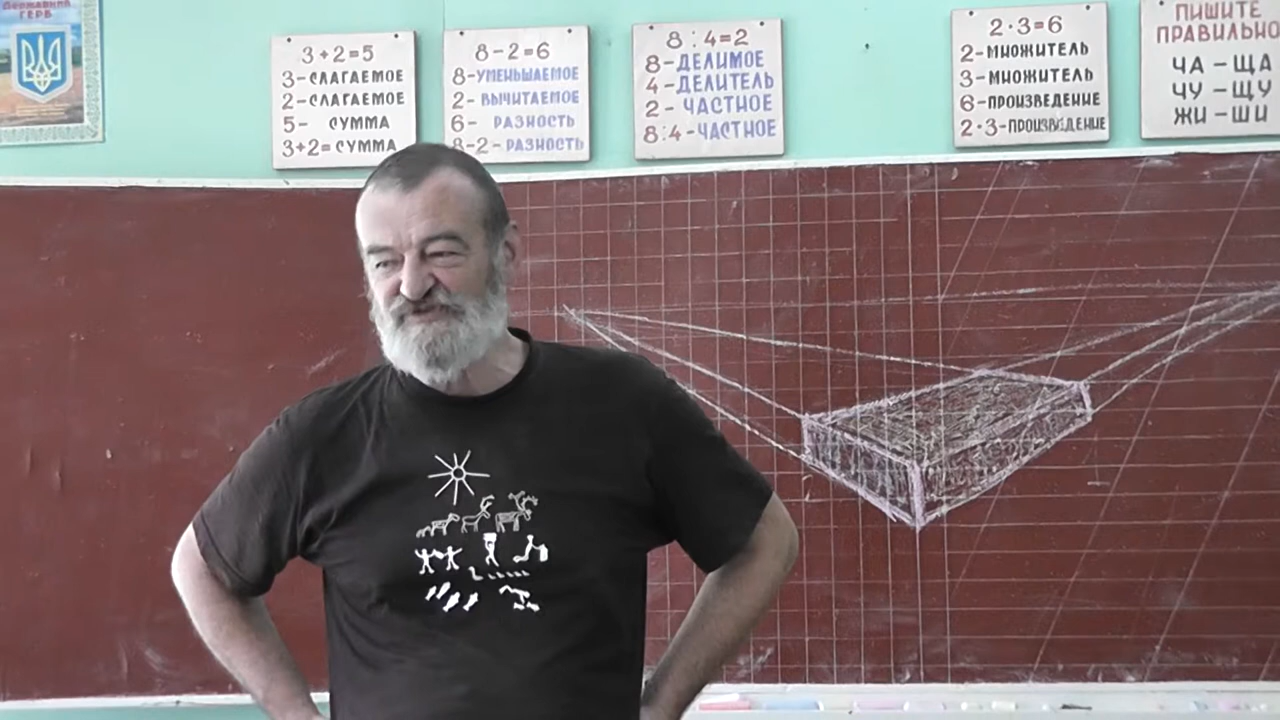 Державний
ГЕРБ
3+2=5
3-СЛАГАЕМОЕ
2-СЛАГАЕМОЕ
5- СУММА
3+2=СУММА
8-2=6
8-УМЕНЬШАЕМОЕ
2-ВЫЧИТАЕМОЕ
6- РАЗНОСТЬ
8-2-РАЗНОСТЬ
8:4=2
8-ДЕЛИМОЕ
4-ДЕЛИТЕЛЬ
2-ЧАСТНОЕ
8:4-ЧАСТНОЕ
2·3=6
2-МНОЖИТЕЛЬ
3-МНОЖИТЕЛЬ
6-ПРОИЗВЕДЕНИЕ
2·3-ПРОИЗВЕДЕНИЕ
ПИШИТЕ
ПРАВИЛЬНО
ЧА-ЩА
ЧУ-ЩУ
ЖИ-ШИ